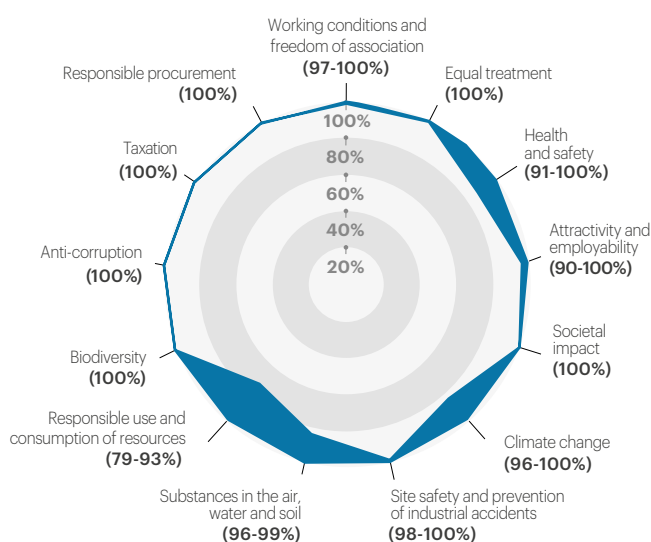 Working conditions and
freedom of association
(97-100%)
Equal treatment
(100%)
Health
and safety
(91-100%)
Attractivity and
employability
(90-100%)
Societal
impact
(100%)
Climate change
(96-100%)
Site safety and prevention
of industrial accidents
(98-100%)
Substances in the air,
water and soil
(96-99%)
Responsible use and
consumption of resources
(79-93%)
Biodiversity
(100%)
Anti-corruption
(100%)
Taxation
(100%)
Responsible procurement
(100%)
100%
80%
60%
40%
20%